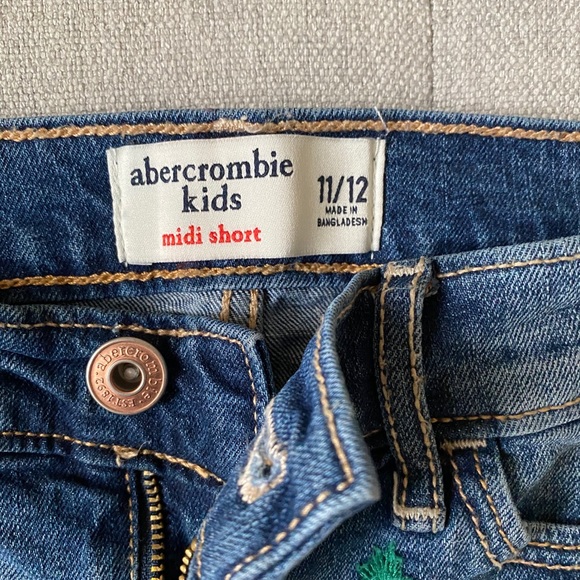 abercrombie
kids
midi short
11/12
MADE IN
BANGLADESH
abercrombie